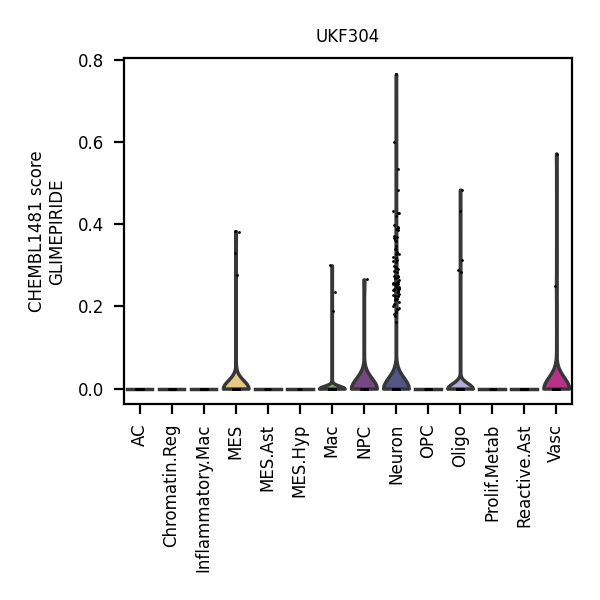 UKF304
CHEMBL1481 score
GLIMEPIRIDE
0.8
0.6
0.4
0.2
0.0
AC
Chromatin.Reg
Inflammatory.Mac
MES
MES.Ast
MES.Hyp
Mac
NPC
Neuron
OPC
Oligo
Prolif.Metab
Reactive.Ast
Vasc